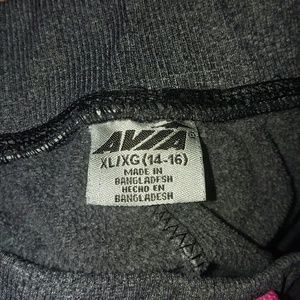 AVIA
XL/XG (14-16)
MADE IN
BANGLADESH
HECHO EN
BANGLADESH